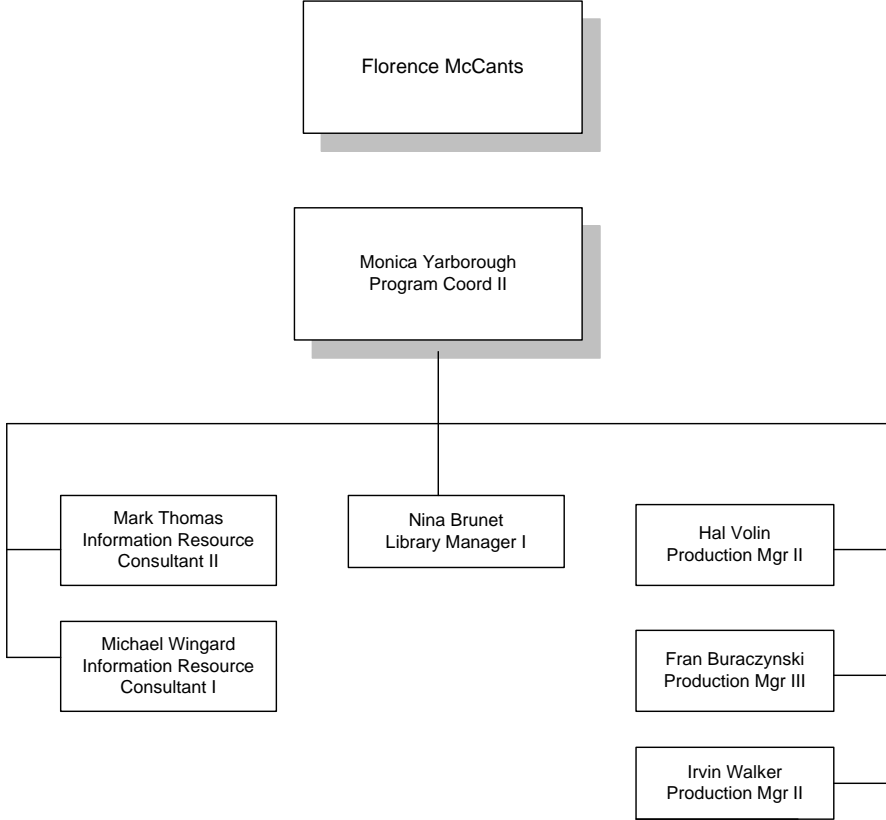 Florence McCants
Monica Yarborough
Program Coord II
Mark Thomas
Information Resource
Consultant II
Nina Brunet
Library Manager I
Hal Volin
Production Mgr II
Michael Wingard
Information Resource
Consultant I
Fran Buraczynski
Production Mgr III
Irvin Walker
Production Mgr II